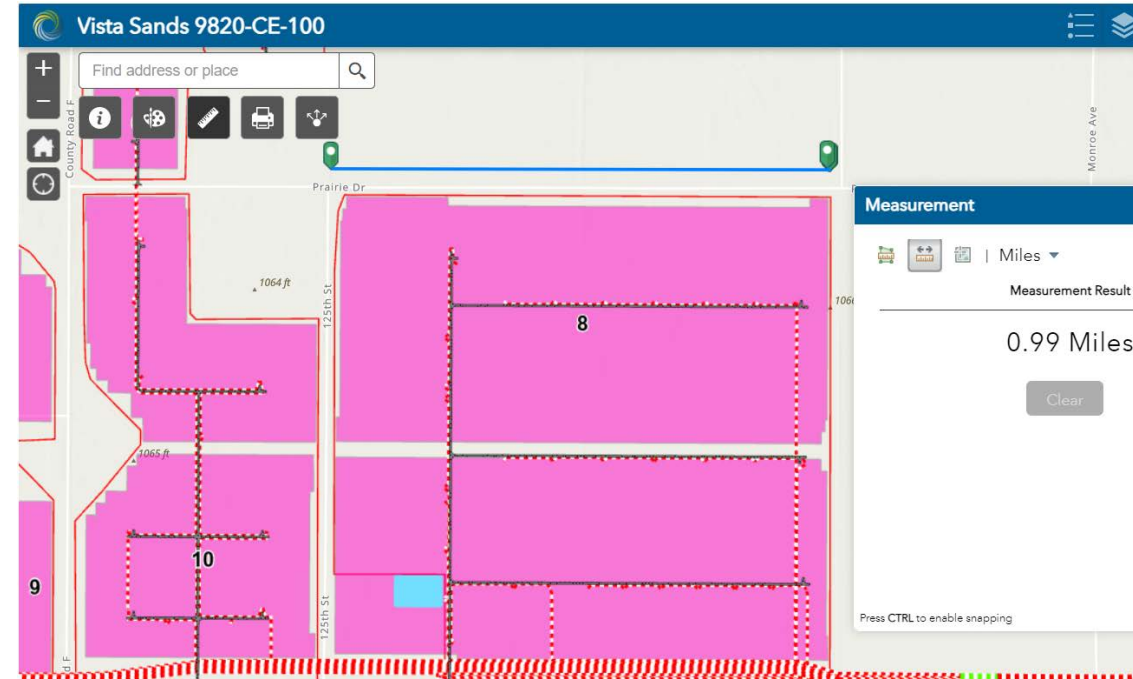 Vista Sands 9820-CE-100
Find address or place
County Road F
Monroe Ave
Prairie Dr
Measurement
Miles
Measurement Result
0.99 Miles
Clear
Press CTRL to enable snapping
1064 ft
125th St
8
1065 ft
10
9
125th St
d F